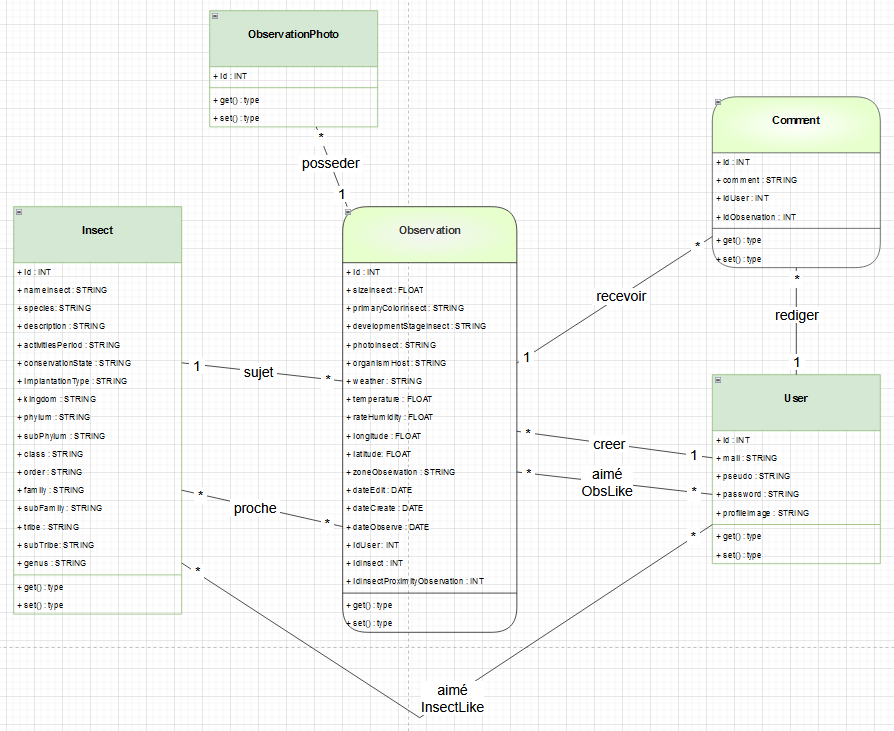 ObservationPhoto
+ id : INT
+ get() : type
+ set() : type
*
posseder
1
Comment
+ id : INT
+ comment : STRING
+ idUser : INT
+ idObservation : INT
+ get() : type
+ set() : type
*
rediger
1
Insect
+ id : INT
+ nameInsect : STRING
+ species: STRING
+ description : STRING
+ activitiesPeriod : STRING
+ conservationState : STRING
+ implantationType : STRING
+ kingdom : STRING
+ phylum : STRING
+ subPhylum : STRING
+ class : STRING
+ order : STRING
+ family : STRING
+ subFamily : STRING
+ tribe : STRING
+ subTribe: STRING
+ genus : STRING
+ get() : type
+ set() : type
1
sujet
*
*
proche
*
Observation
+ id : INT
+ sizeInsect : FLOAT
+ primaryColorInsect : STRING
+ developmentStageInsect : STRING
+ photoInsect : STRING
+ organismHost : STRING
+ weather : STRING
+ temperature : FLOAT
+ rateHumidity : FLOAT
+ longitude : FLOAT
+ latitude: FLOAT
+ zoneObservation : STRING
+ dateEdit : DATE
+ dateCreate : DATE
+ dateObserve : DATE
+ idUser : INT
+ idInsect : INT
+ idInsectProximityObservation : INT
+ get() : type
+ set() : type
*
recevoir
1
*
creer
1
*
aimé
ObsLike
*
User
+ id : INT
+ mail : STRING
+ pseudo : STRING
+ password : STRING
+ profileImage : STRING
+ get() : type
+ set() : type
*
*
aimé
InsectLike